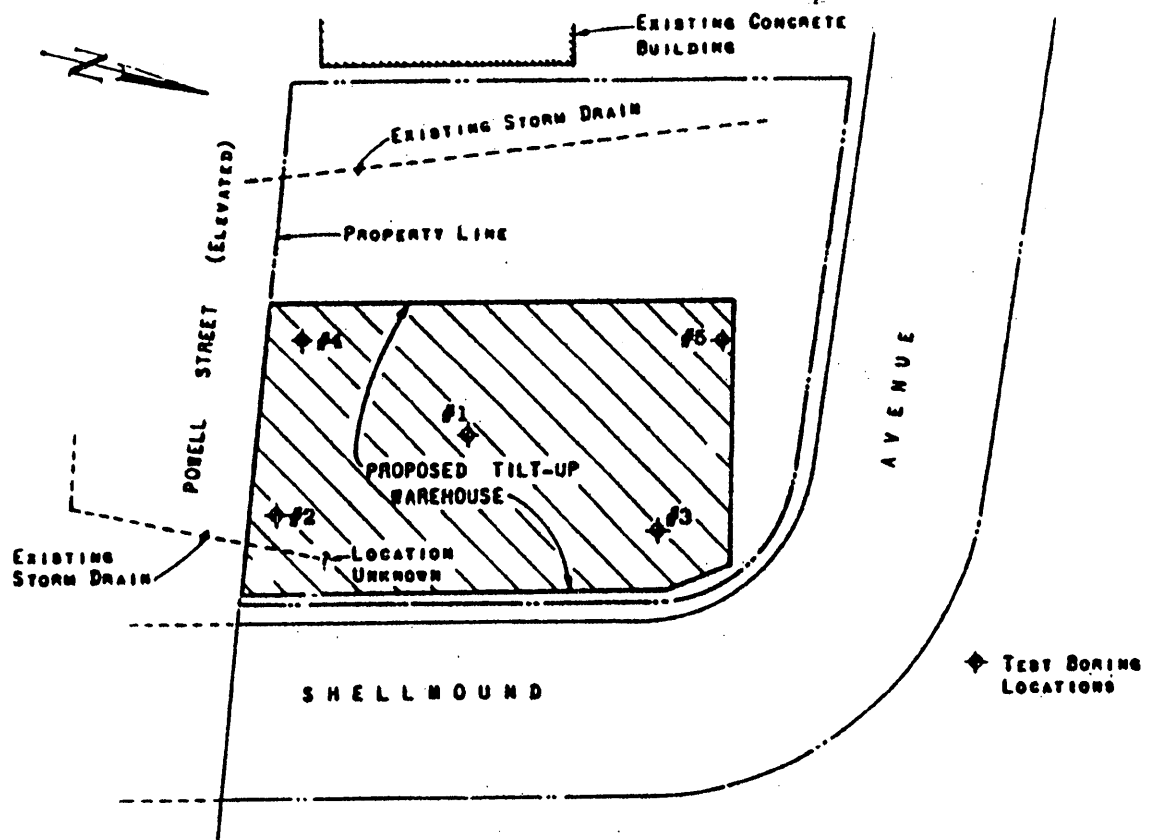 EXISTING CONCRETE
BUILDING
N
EXISTING STORM DRAIN
POWELL STREET (ELEVATED)
PROPERTY LINE
#4
#5
#1
AVENUE
PROPOSED TILT-UP
WAREHOUSE
#2
#3
EXISTING
STORM DRAIN
LOCATION
UNKNOWN
TEST BORING
LOCATIONS
SHELLMOUND